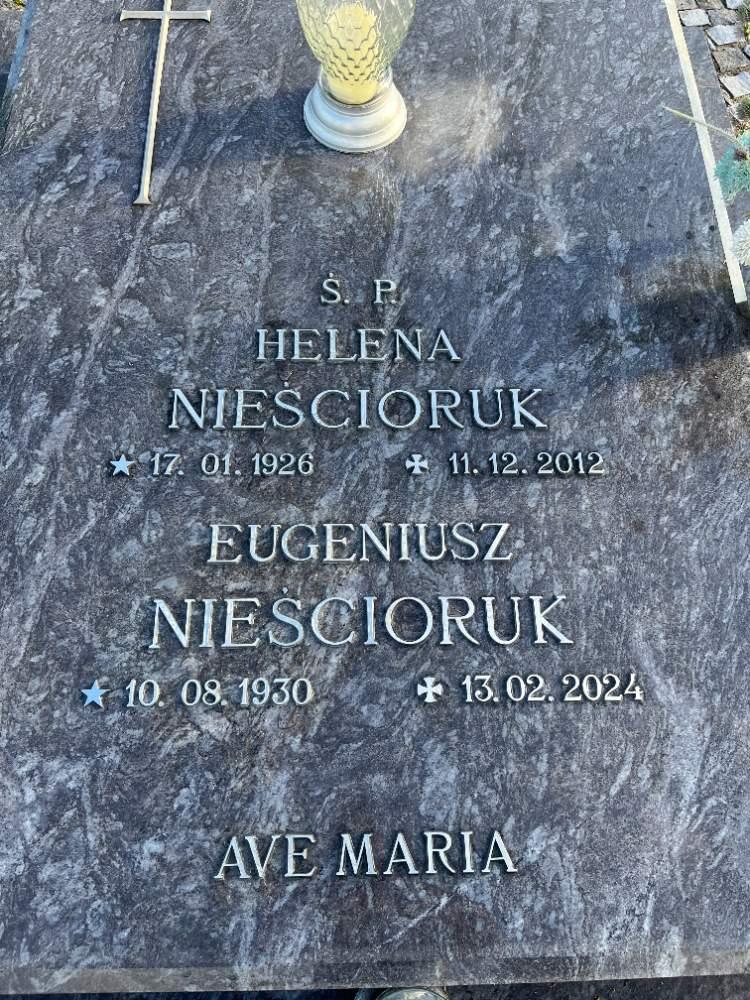 Ś. P.
HELENA
NIEŚCIORUK
17. 01. 1926 11. 12. 2012
EUGENIUSZ
NIEŚCIORUK
10. 08. 1930 13. 02. 2024
AVE MARIA